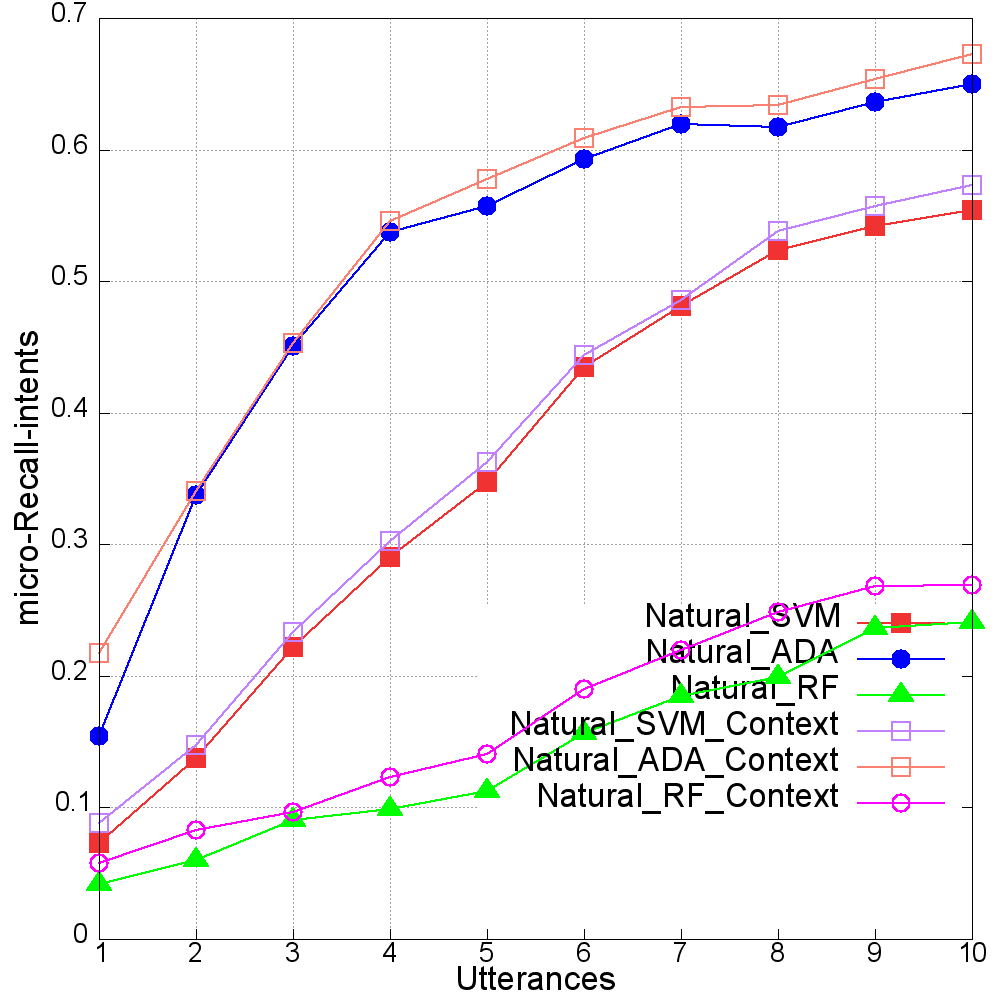 0.7
0.6
0.5
0.4
0.3
0.2
0.1
0
micro-Recall-intents
Natural_SVM
Natural_ADA
Natural_RF
Natural_SVM_Context
Natural_ADA_Context
Natural_RF_Context
1 2 3 4 5 6 7 8 9 10
Utterances